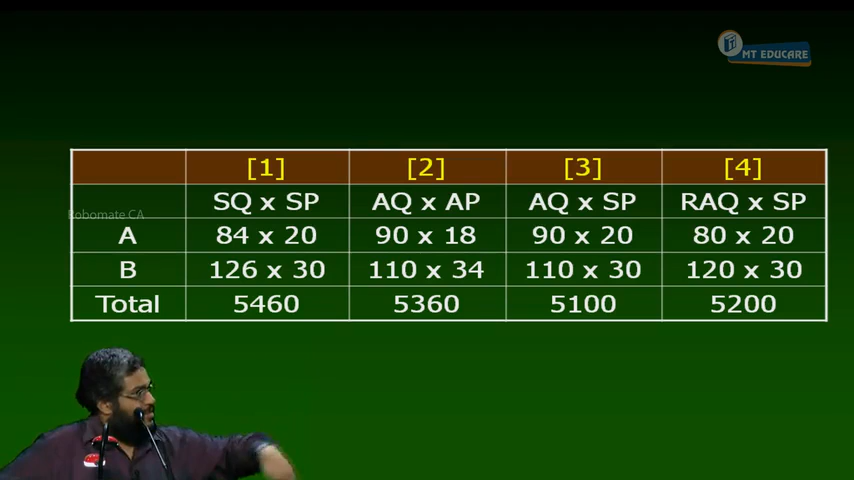 MT EDUCARE
[1] [2] [3] [4]
SQ x SP AQ x AP AQ x SP RAQ x SP
Robomate CA
A 84 x 20 90 x 18 90 x 20 80 x 20
B 126 x 30 110 x 34 110 x 30 120 x 30
Total 5460 5360 5100 5200